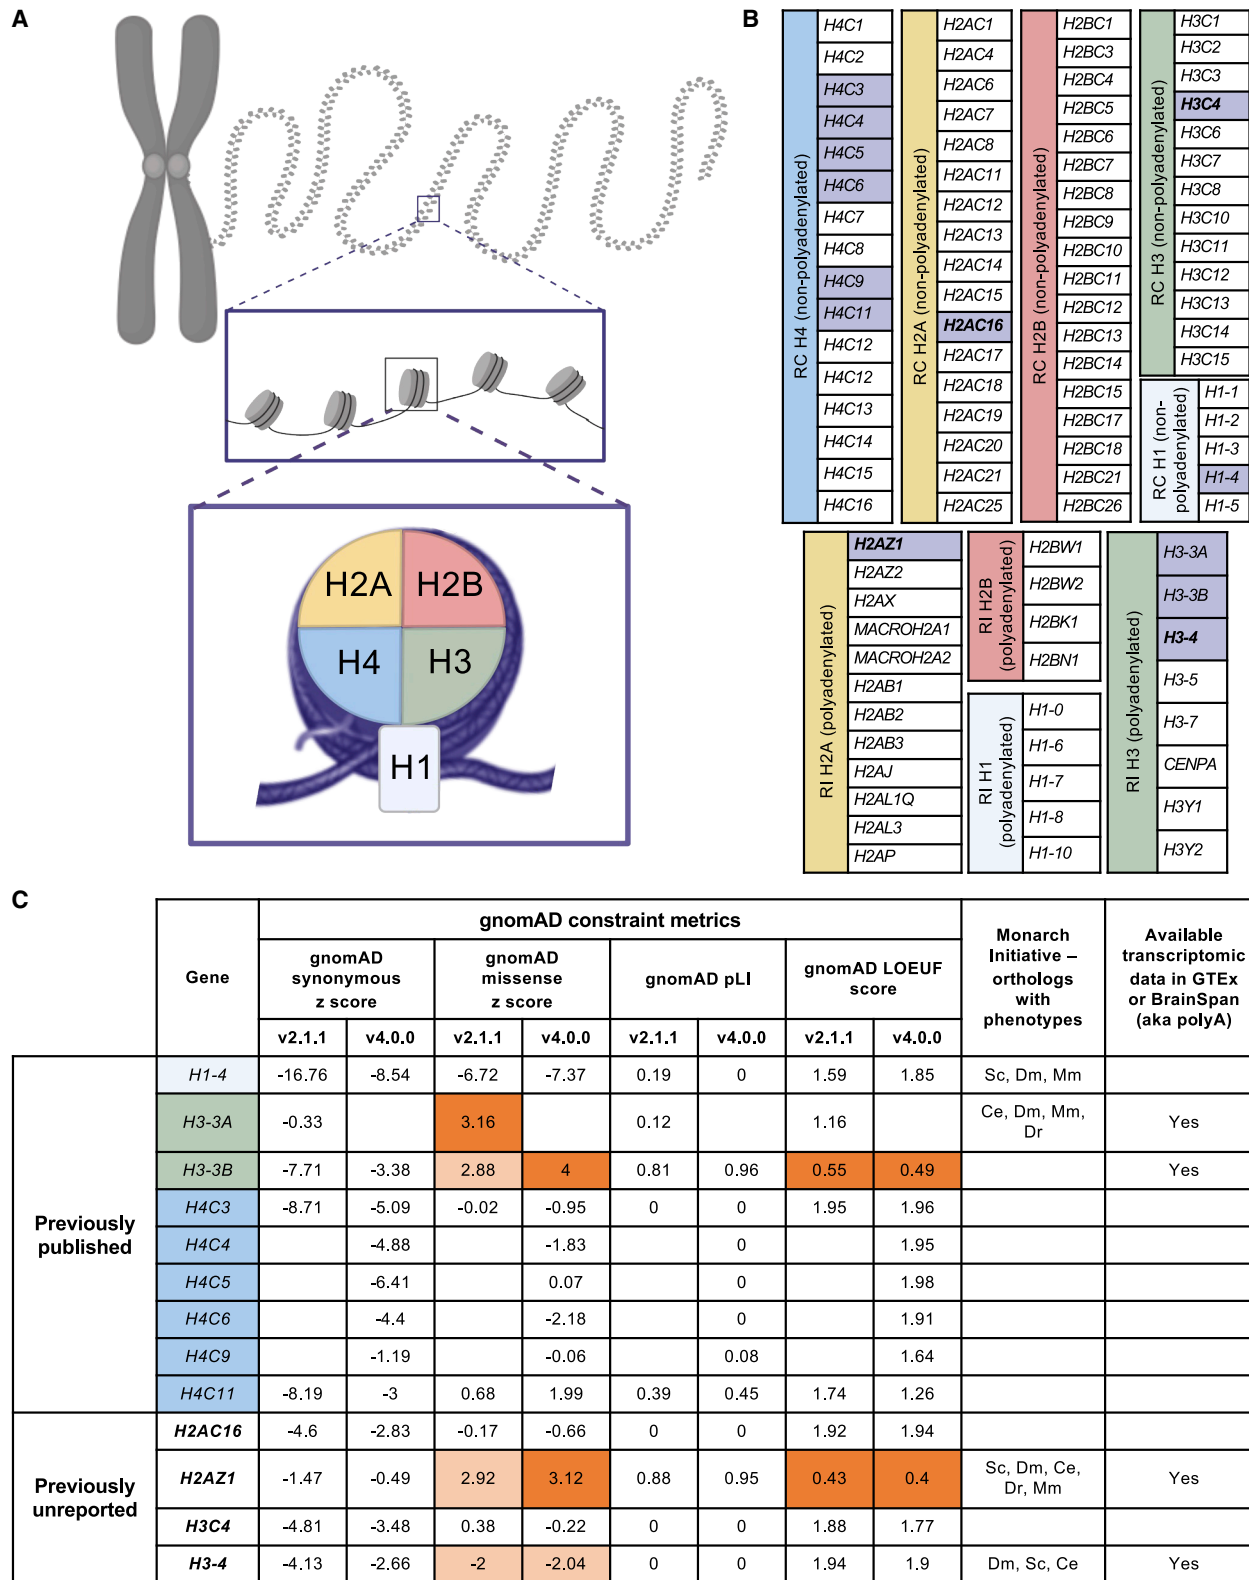 A
H2A
H2B
H4
H3
H1
B
RC H4 (non-polyadenylated)
H4C1
H4C2
H4C3
H4C4
H4C5
H4C6
H4C7
H4C8
H4C9
H4C11
H4C12
H4C12
H4C13
H4C14
H4C15
H4C16
RC H2A (non-polyadenylated)
H2AC1
H2AC4
H2AC6
H2AC7
H2AC8
H2AC11
H2AC12
H2AC13
H2AC14
H2AC15
H2AC16
H2AC17
H2AC18
H2AC19
H2AC20
H2AC21
H2AC25
RC H2B (non-polyadenylated)
H2BC1
H2BC3
H2BC4
H2BC5
H2BC6
H2BC7
H2BC8
H2BC9
H2BC10
H2BC11
H2BC12
H2BC13
H2BC14
H2BC15
H2BC17
H2BC18
H2BC21
H2BC26
RC H3 (non-polyadenylated)
H3C1
H3C2
H3C3
H3C4
H3C6
H3C7
H3C8
H3C10
H3C11
H3C12
H3C13
H3C14
H3C15
RC H1 (non-
polyadenylated)
H1-1
H1-2
H1-3
H1-4
H1-5
RI H2A (polyadenylated)
H2AZ1
H2AZ2
H2AX
MACROH2A1
MACROH2A2
H2AB1
H2AB2
H2AB3
H2AJ
H2AL1Q
H2AL3
H2AP
RI H2B
(polyadenylated)
H2BW1
H2BW2
H2BK1
H2BN1
RI H1
(polyadenylated)
H1-0
H1-6
H1-7
H1-8
H1-10
RI H3 (polyadenylated)
H3-3A
H3-3B
H3-4
H3-5
H3-7
CENPA
H3Y1
H3Y2
C
Gene
gnomAD constraint metrics
gnomAD
synonymous
z score
gnomAD
missense
z score
gnomAD pLI
gnomAD LOEUF
score
Monarch
Initiative –
orthologs
with
phenotypes
Available
transcriptomic
data in GTEx
or BrainSpan
(aka polyA)
v2.1.1 v4.0.0 v2.1.1 v4.0.0 v2.1.1 v4.0.0 v2.1.1 v4.0.0
Previously
published
H1-4 -16.76 -8.54 -6.72 -7.37 0.19 0 1.59 1.85 Sc, Dm, Mm
H3-3A -0.33 3.16 0.12 1.16 Ce, Dm, Mm,
Dr Yes
H3-3B -7.71 -3.38 2.88 4 0.81 0.96 0.55 0.49 Yes
H4C3 -8.71 -5.09 -0.02 -0.95 0 0 1.95 1.96
H4C4 -4.88 -1.83 0 1.95
H4C5 -6.41 0.07 0 1.98
H4C6 -4.4 -2.18 0 1.91
H4C9 -1.19 -0.06 0.08 1.64
H4C11 -8.19 -3 0.68 1.99 0.39 0.45 1.74 1.26
Previously
unreported
H2AC16 -4.6 -2.83 -0.17 -0.66 0 0 1.92 1.94
H2AZ1 -1.47 -0.49 2.92 3.12 0.88 0.95 0.43 0.4 Sc, Dm, Ce,
Dr, Mm Yes
H3C4 -4.81 -3.48 0.38 -0.22 0 0 1.88 1.77
H3-4 -4.13 -2.66 -2 -2.04 0 0 1.94 1.9 Dm, Sc, Ce Yes